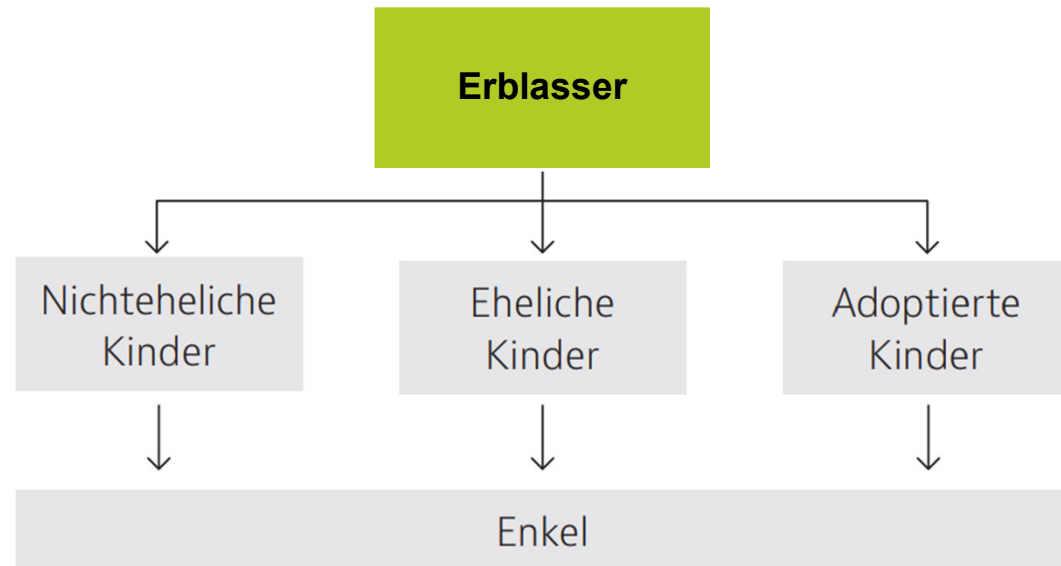 Erblasser
Nichteheliche
Kinder
Eheliche
Kinder
Adoptierte
Kinder
Enkel